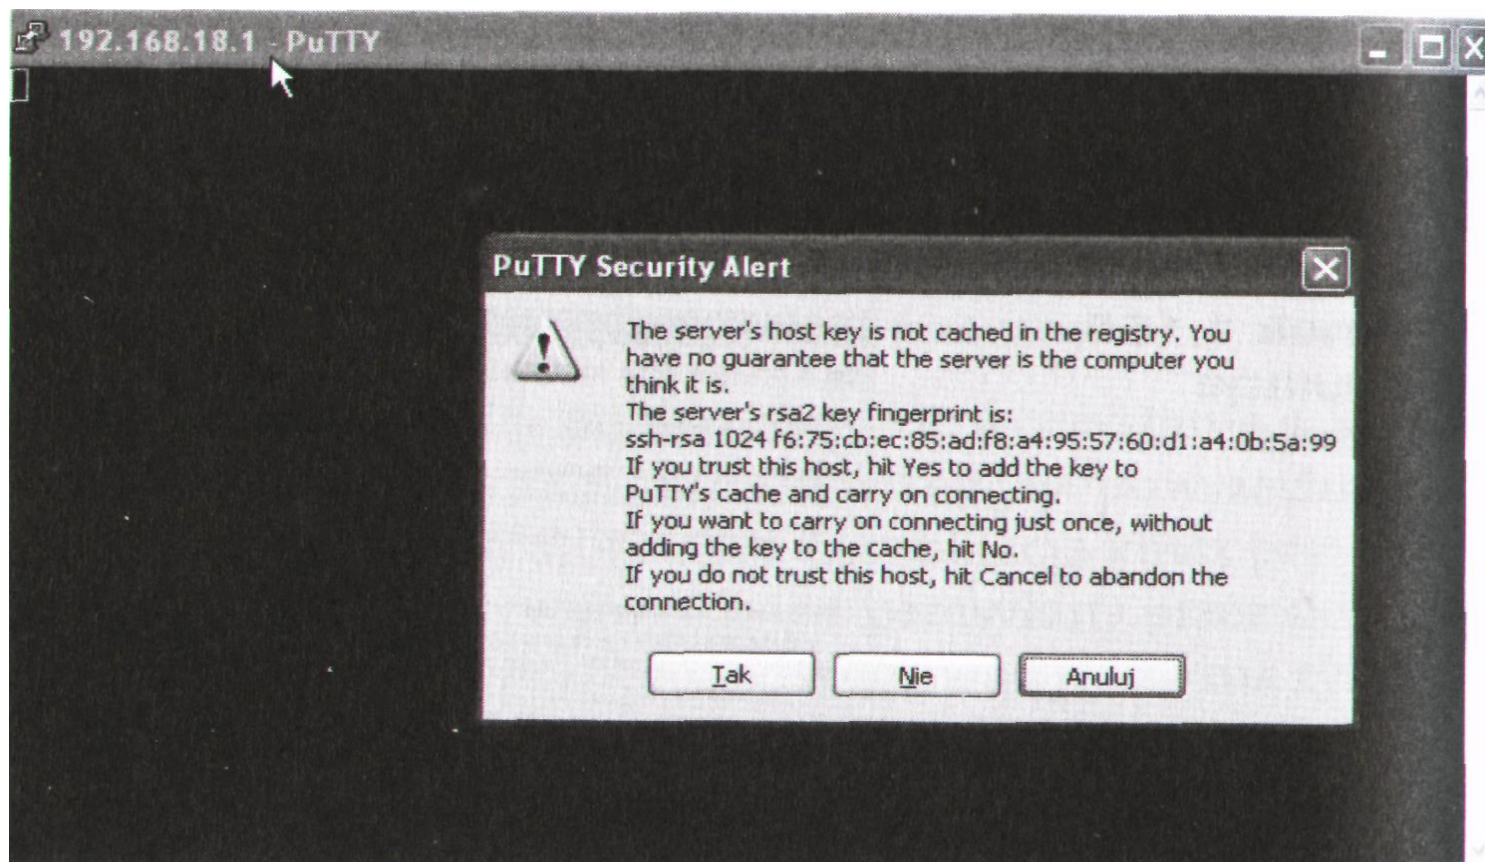 192.168.18.1 - PuTTY
PuTTY Security Alert
The server's host key is not cached in the registry. You
have no guarantee that the server is the computer you
think it is.
The server's rsa2 key fingerprint is:
ssh-rsa 1024 f6:75:cb:ec:85:ad:f8:a4:95:57:60:d1:a4:0b:5a:99
If you trust this host, hit Yes to add the key to
PuTTY's cache and carry on connecting.
If you want to carry on connecting just once, without
adding the key to the cache, hit No.
If you do not trust this host, hit Cancel to abandon the
connection.
Tak
Nie
Anuluj